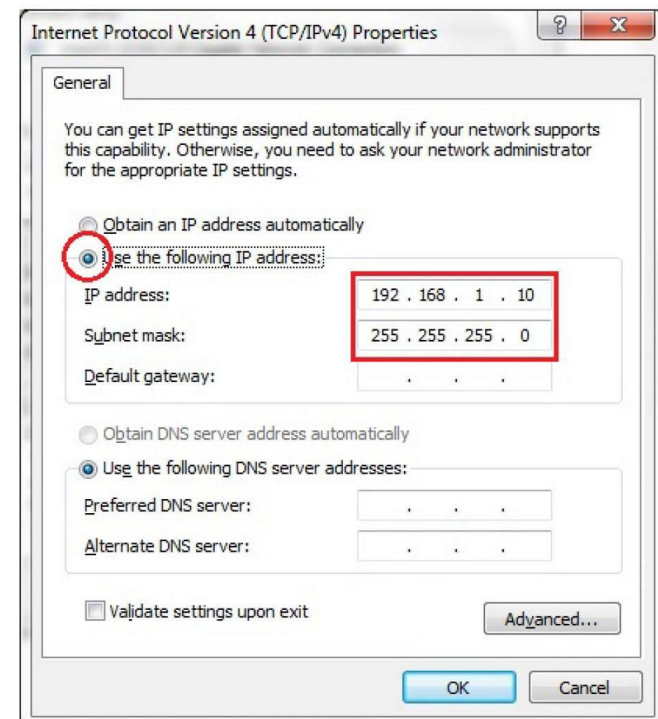 Internet Protocol Version 4 (TCP/IPv4) Properties
General
You can get IP settings assigned automatically if your network supports
this capability. Otherwise, you need to ask your network administrator
for the appropriate IP settings.
Obtain an IP address automatically
Use the following IP address:
IP address: 192 . 168 . 1 . 10
Subnet mask: 255 . 255 . 255 . 0
Default gateway: . . .
Obtain DNS server address automatically
Use the following DNS server addresses:
Preferred DNS server: . . .
Alternate DNS server: . . .
Validate settings upon exit
Advanced...
OK Cancel